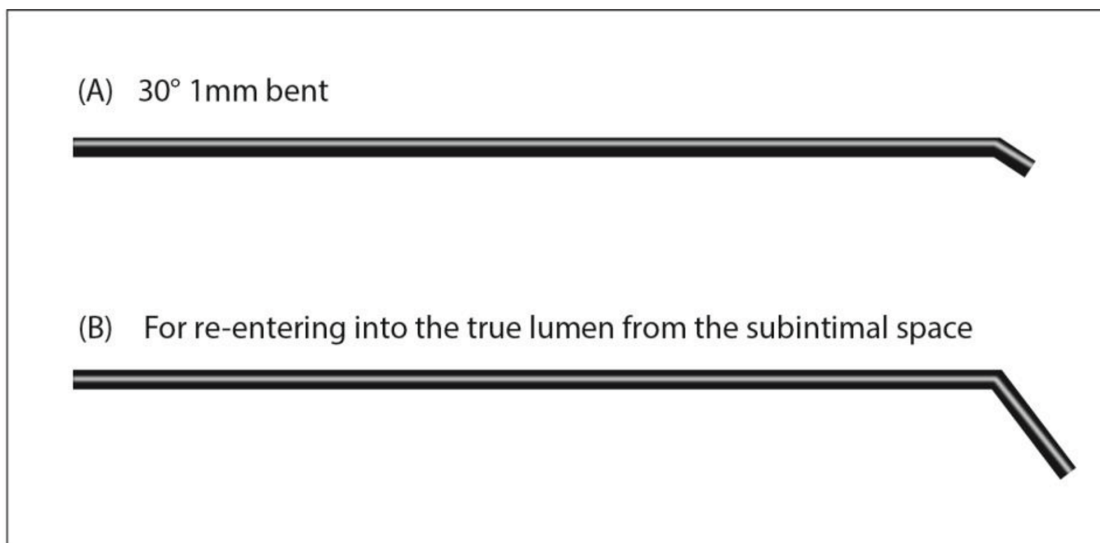 (A) 30° 1mm bent
(B) For re-entering into the true lumen from the subintimal space